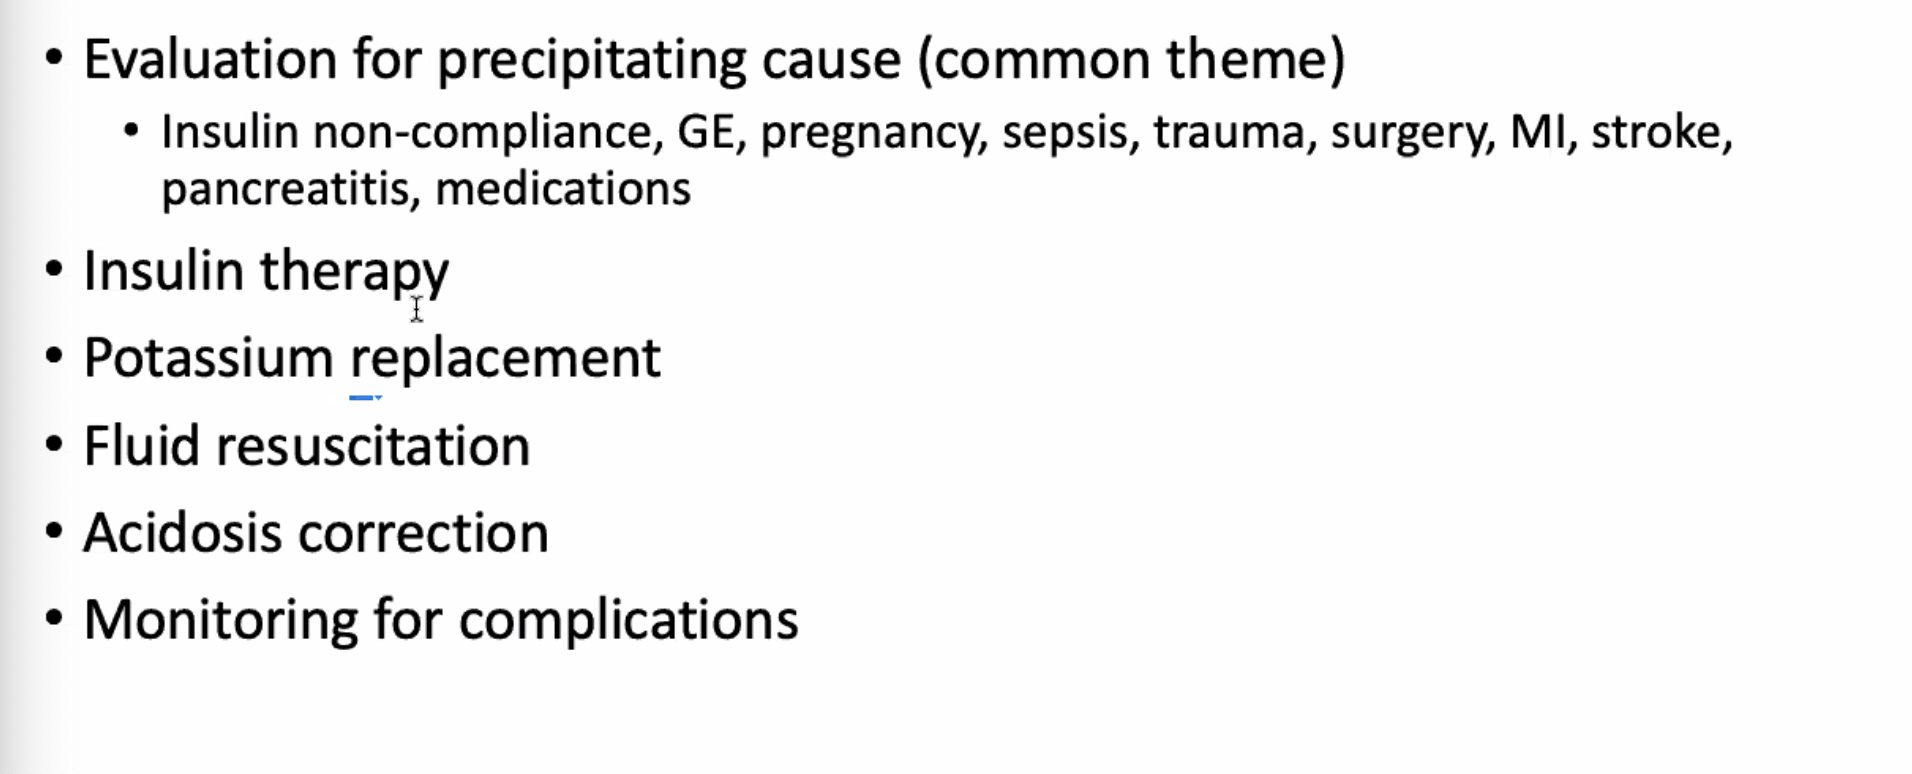 • Evaluation for precipitating cause (common theme)
• Insulin non-compliance, GE, pregnancy, sepsis, trauma, surgery, MI, stroke,
pancreatitis, medications
• Insulin therapy
• Potassium replacement
• Fluid resuscitation
• Acidosis correction
• Monitoring for complications